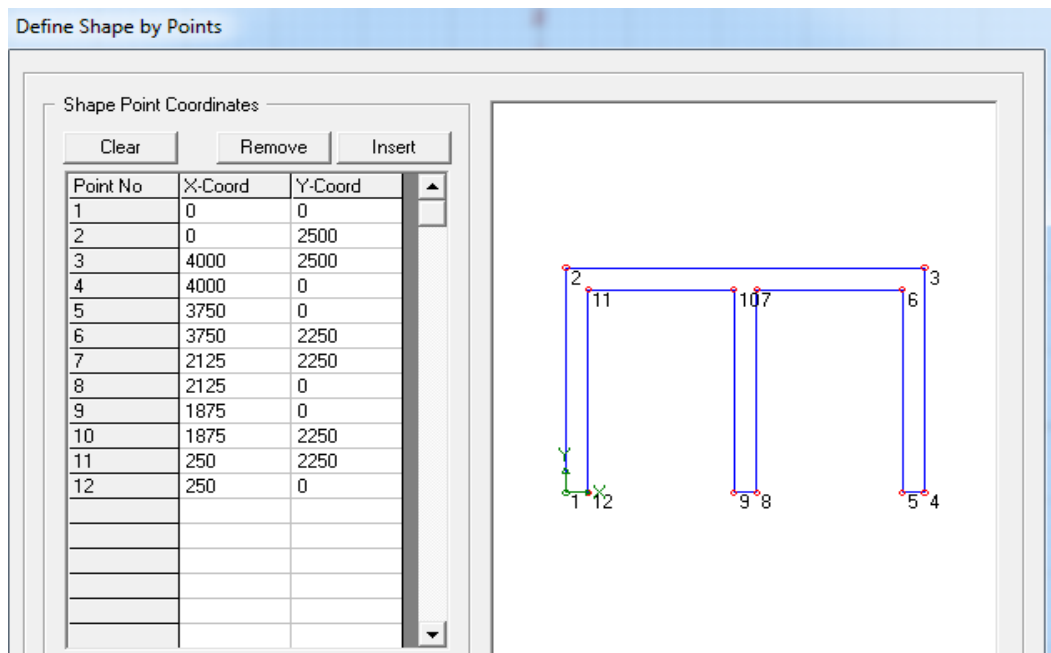 Define Shape by Points
Shape Point Coordinates
Clear Remove Insert
Point No X-Coord Y-Coord
1 0 0
2 0 2500
3 4000 2500
4 4000 0
5 3750 0
6 3750 2250
7 2125 2250
8 2125 0
9 1875 0
10 1875 2250
11 250 2250
12 250 0
2 3
11 10 7 6
Y
X
1 12 9 8 5 4